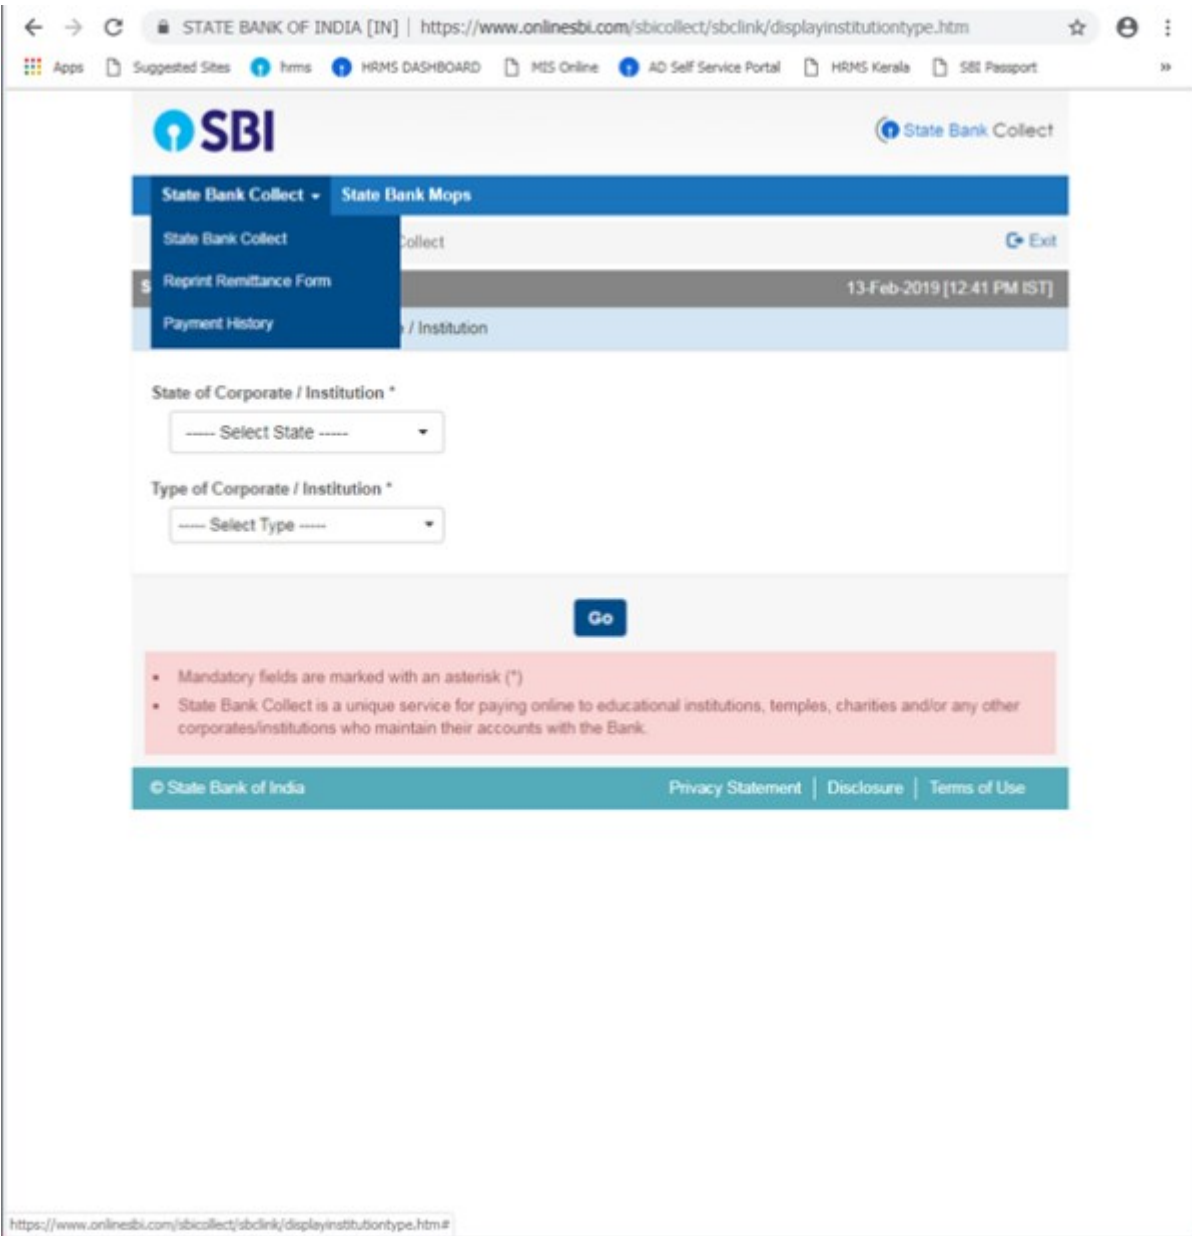 STATE BANK OF INDIA [IN] | https://www.onlinesbi.com/sbicollect/sbclink/displayinstitutiontype.htm
Apps Suggested Sites hrms HRMS DASHBOARD MIS Online AD Self Service Portal HRMS Kerala SBI Passport »
SBI
State Bank Collect
State Bank Collect State Bank Mops
State Bank Collect
Collect
Exit
Reprint Remittance Form
S
13-Feb-2019 [12:41 PM IST]
Payment History
/ Institution
State of Corporate / Institution *
----- Select State -----
Type of Corporate / Institution *
----- Select Type -----
Go
• Mandatory fields are marked with an asterisk (*)
• State Bank Collect is a unique service for paying online to educational institutions, temples, charities and/or any other
corporates/institutions who maintain their accounts with the Bank.
© State Bank of India
Privacy Statement | Disclosure | Terms of Use
https://www.onlinesbi.com/sbicollect/sbclink/displayinstitutiontype.htm#